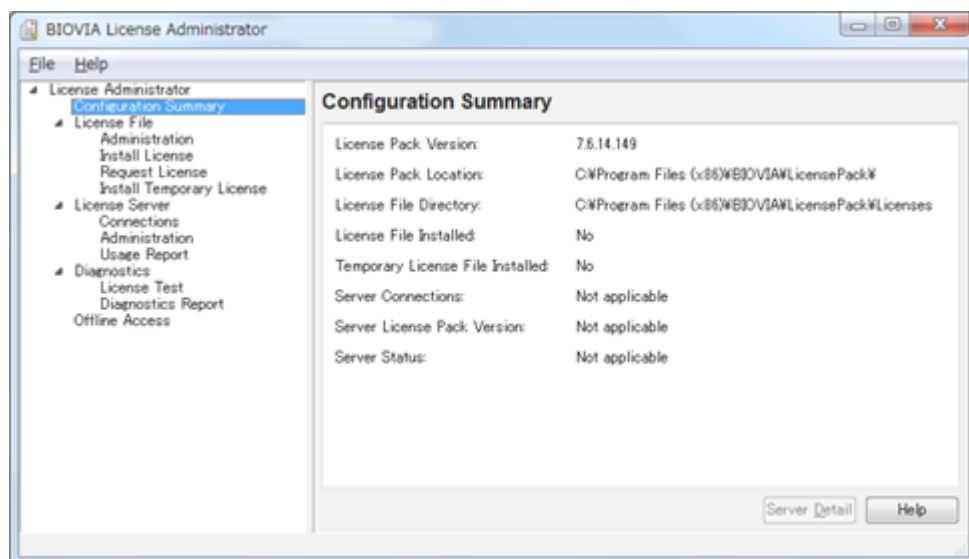 BIOVIA License Administrator
File Help
License Administrator
Configuration Summary
License File
Administration
Install License
Request License
Install Temporary License
License Server
Connections
Administration
Usage Report
Diagnostics
License Test
Diagnostics Report
Offline Access
Configuration Summary
License Pack Version: 7.6.14.149
License Pack Location: C:¥Program Files (x86)¥BIOVIA¥LicensePack¥
License File Directory: C:¥Program Files (x86)¥BIOVIA¥LicensePack¥Licenses
License File Installed: No
Temporary License File Installed: No
Server Connections: Not applicable
Server License Pack Version: Not applicable
Server Status: Not applicable
Server Detail Help